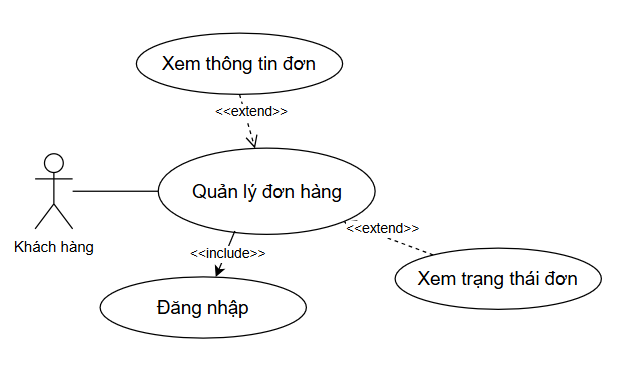 Xem thông tin đơn
<<extend>>
Quản lý đơn hàng
Khách hàng
<<extend>>
<<include>>
Xem trạng thái đơn
Đăng nhập